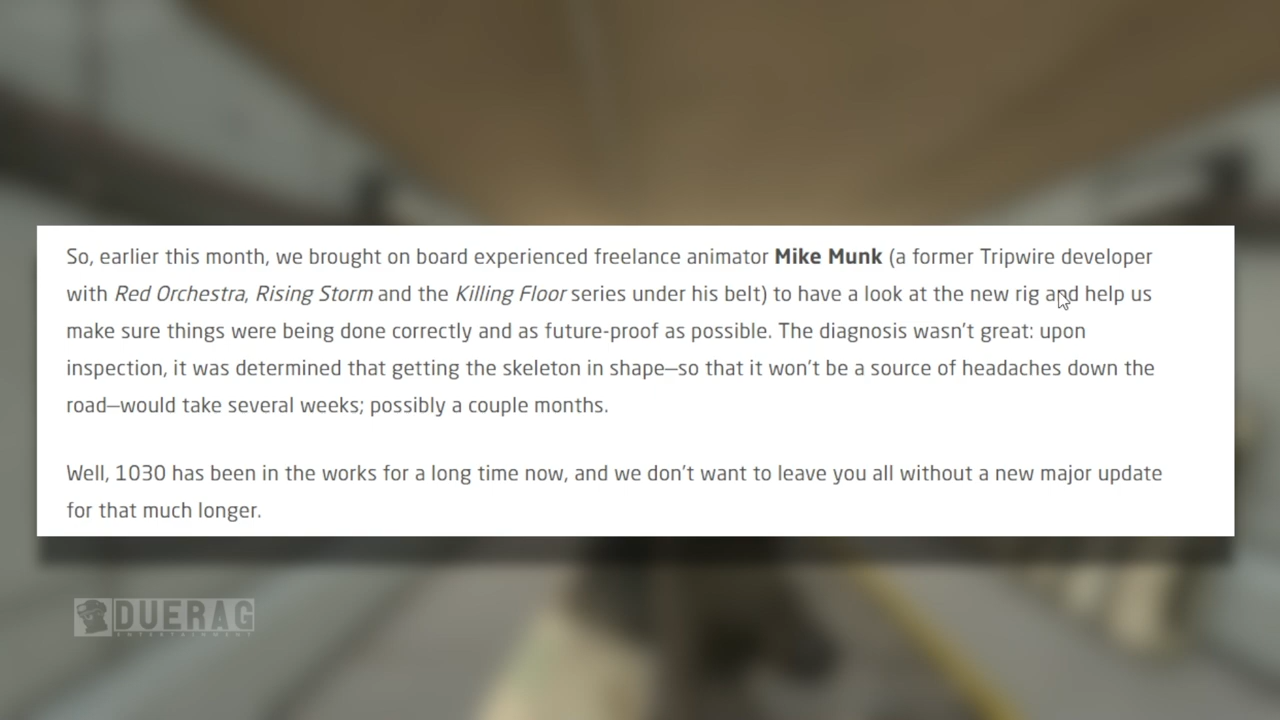 So, earlier this month, we brought on board experienced freelance animator Mike Munk (a former Tripwire developer
with Red Orchestra, Rising Storm and the Killing Floor series under his belt) to have a look at the new rig and help us
make sure things were being done correctly and as future-proof as possible. The diagnosis wasn't great: upon
inspection, it was determined that getting the skeleton in shape—so that it won't be a source of headaches down the
road—would take several weeks; possibly a couple months.
Well, 1030 has been in the works for a long time now, and we don't want to leave you all without a new major update
for that much longer.
DUERAG
ENTERTAINMENT